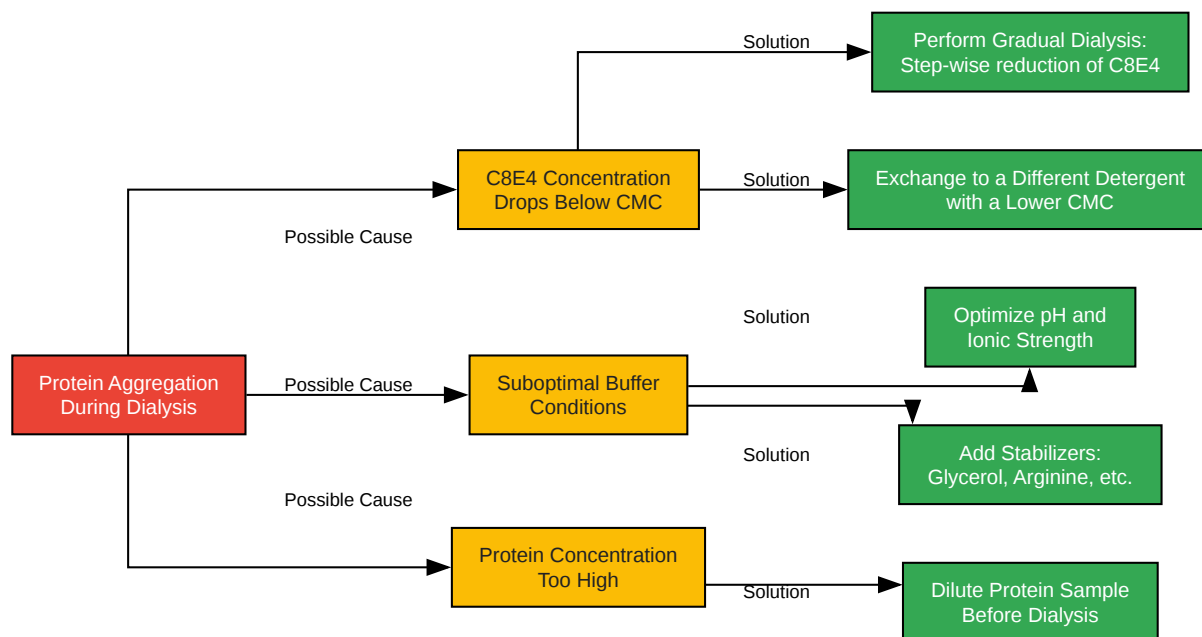 Solution
Perform Gradual Dialysis:
Step-wise reduction of C8E4
C8E4 Concentration
Drops Below CMC
Solution
Exchange to a Different Detergent
with a Lower CMC
Possible Cause
Solution
Optimize pH and
Ionic Strength
Protein Aggregation
During Dialysis
Possible Cause
Suboptimal Buffer
Conditions
Solution
Add Stabilizers:
Glycerol, Arginine, etc.
Possible Cause
Protein Concentration
Too High
Solution
Dilute Protein Sample
Before Dialysis